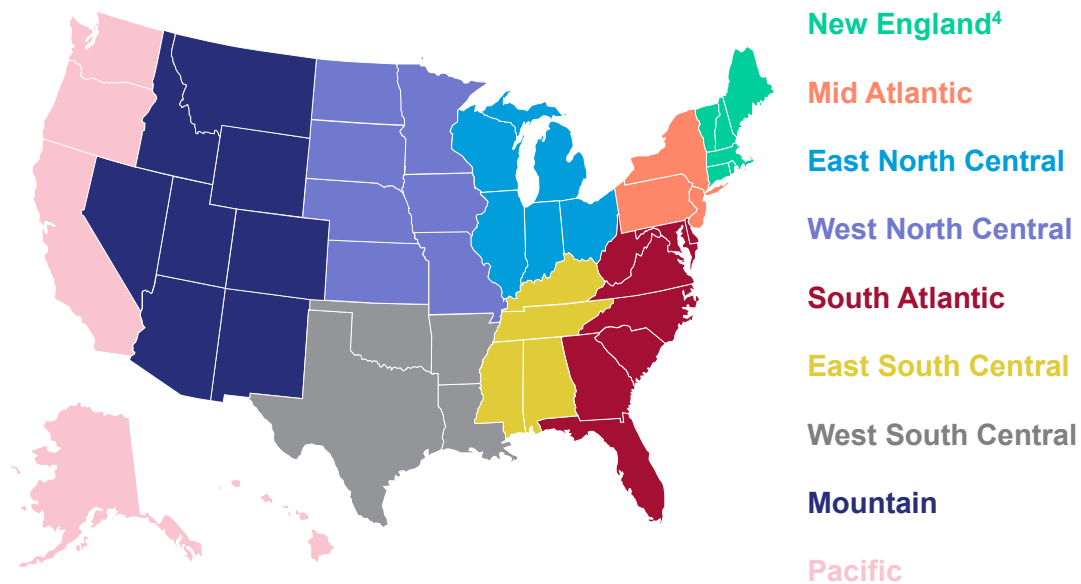 New England⁴
Mid Atlantic
East North Central
West North Central
South Atlantic
East South Central
West South Central
Mountain
Pacific